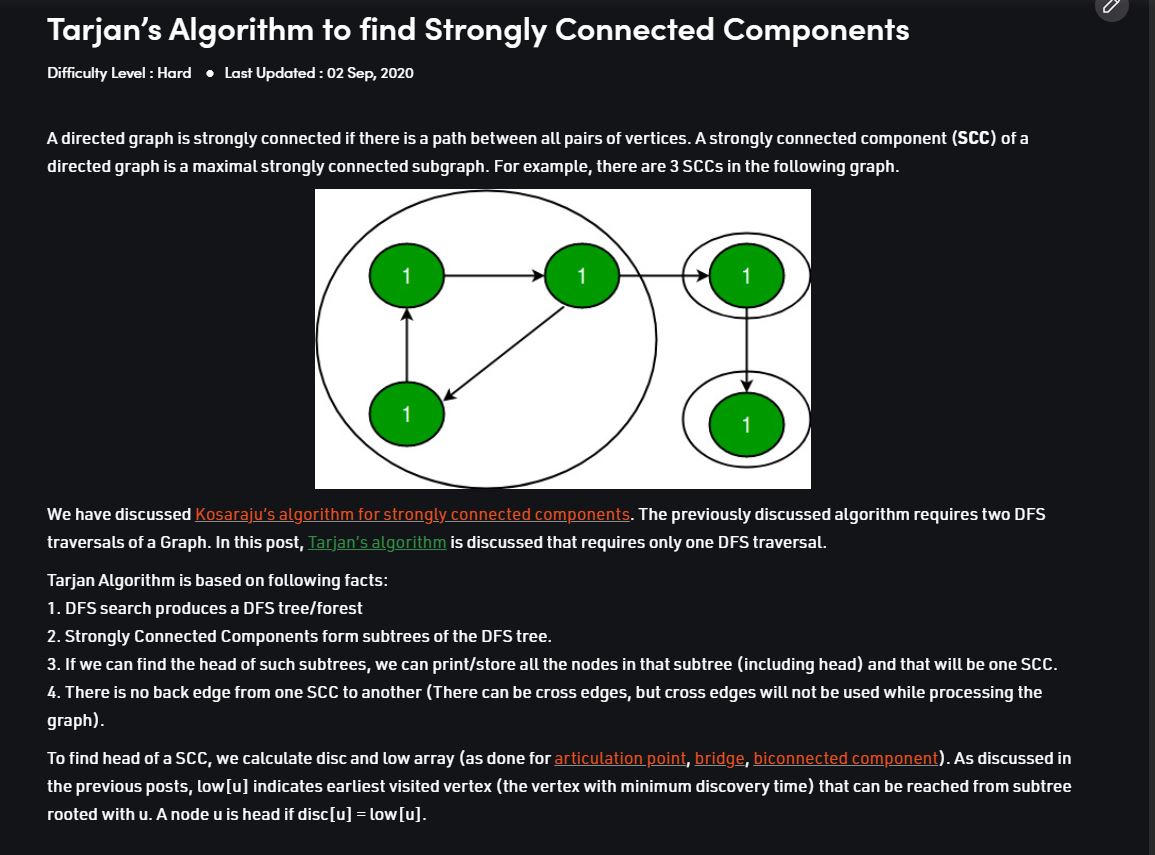 Tarjan’s Algorithm to find Strongly Connected Components
Difficulty Level : Hard ● Last Updated : 02 Sep, 2020
A directed graph is strongly connected if there is a path between all pairs of vertices. A strongly connected component (SCC) of a
directed graph is a maximal strongly connected subgraph. For example, there are 3 SCCs in the following graph.
1 1 1
1 1
We have discussed Kosaraju’s algorithm for strongly connected components. The previously discussed algorithm requires two DFS
traversals of a Graph. In this post, Tarjan’s algorithm is discussed that requires only one DFS traversal.
Tarjan Algorithm is based on following facts:
1. DFS search produces a DFS tree/forest
2. Strongly Connected Components form subtrees of the DFS tree.
3. If we can find the head of such subtrees, we can print/store all the nodes in that subtree (including head) and that will be one SCC.
4. There is no back edge from one SCC to another (There can be cross edges, but cross edges will not be used while processing the
graph).
To find head of a SCC, we calculate disc and low array (as done for articulation point, bridge, biconnected component). As discussed in
the previous posts, low[u] indicates earliest visited vertex (the vertex with minimum discovery time) that can be reached from subtree
rooted with u. A node u is head if disc[u] = low[u].